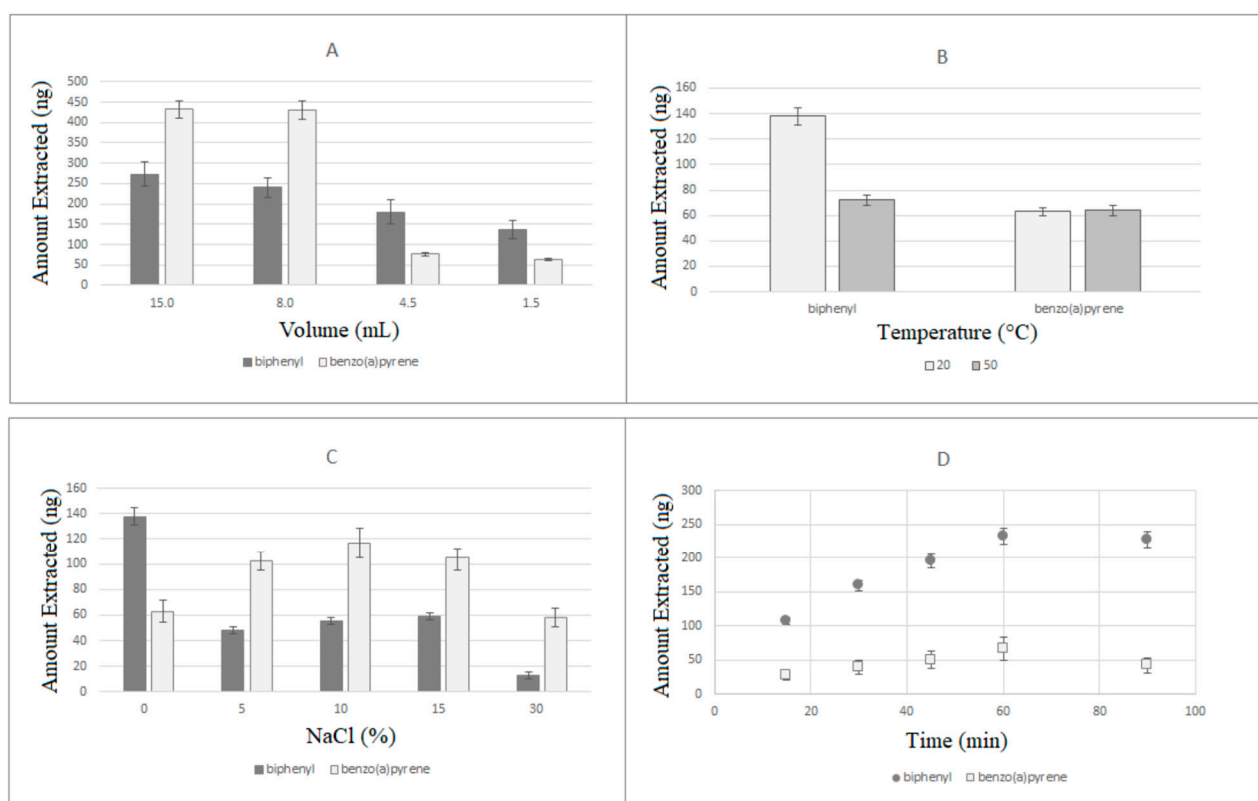 A
500
450
400
350
300
250
200
150
100
50
0
Amount Extracted (ng)
15.0 8.0 4.5 1.5
Volume (mL)
biphenyl benzo(a)pyrene
B
160
140
120
100
80
60
40
20
0
Amount Extracted (ng)
biphenyl benzo(a)pyrene
Temperature (°C)
20 50
C
160
140
120
100
80
60
40
20
0
Amount Extracted (ng)
0 5 10 15 30
NaCl (%)
biphenyl benzo(a)pyrene
D
300
250
200
150
100
50
0
Amount Extracted (ng)
0 20 40 60 80 100
Time (min)
biphenyl benzo(a)pyrene